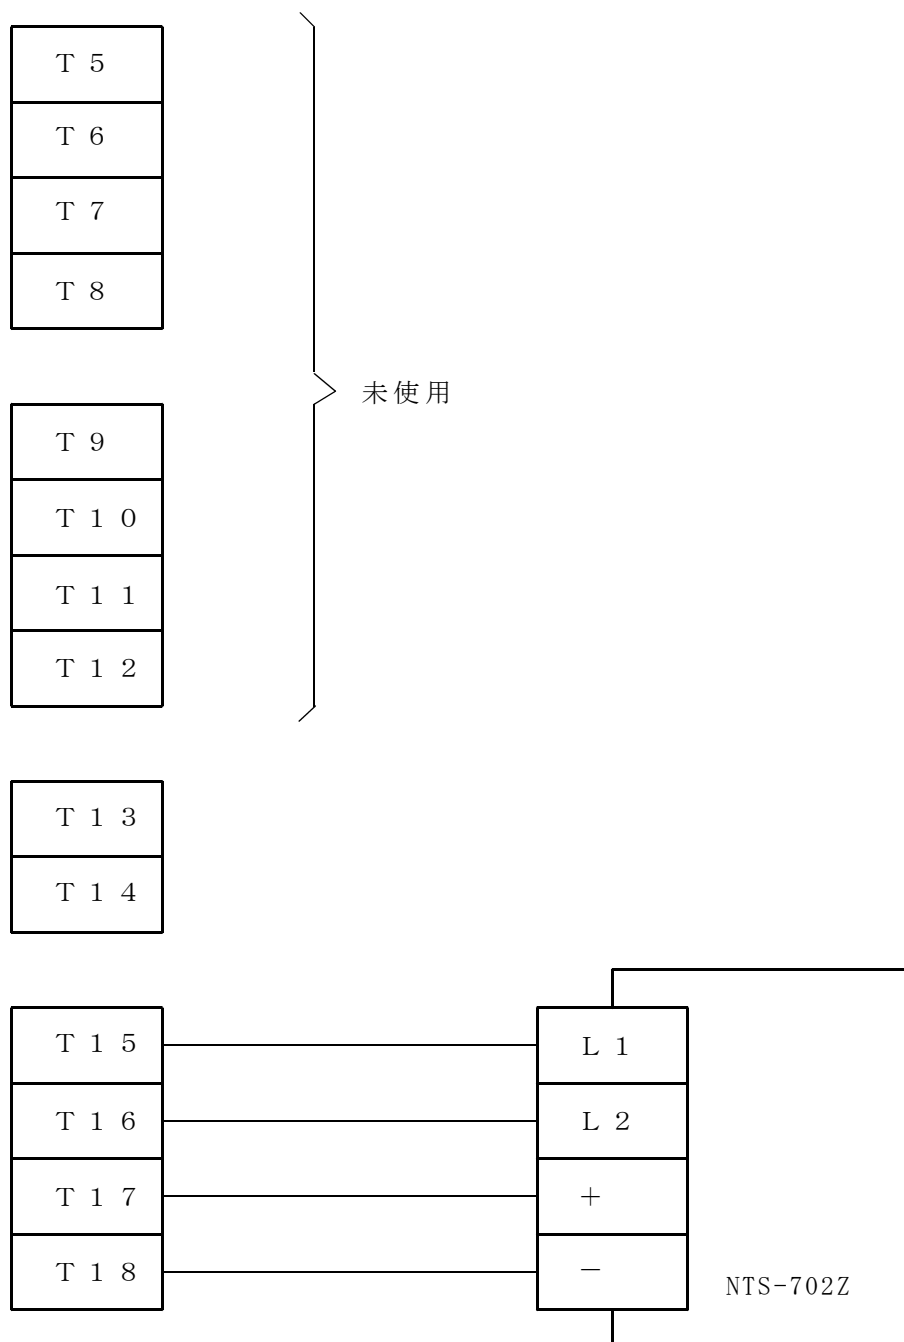 T 5
T 6
T 7
T 8
未使用
T 9
T 1 0
T 1 1
T 1 2
T 1 3
T 1 4
T 1 5
L 1
T 1 6
L 2
T 1 7
＋
T 1 8
－
NTS-702Z